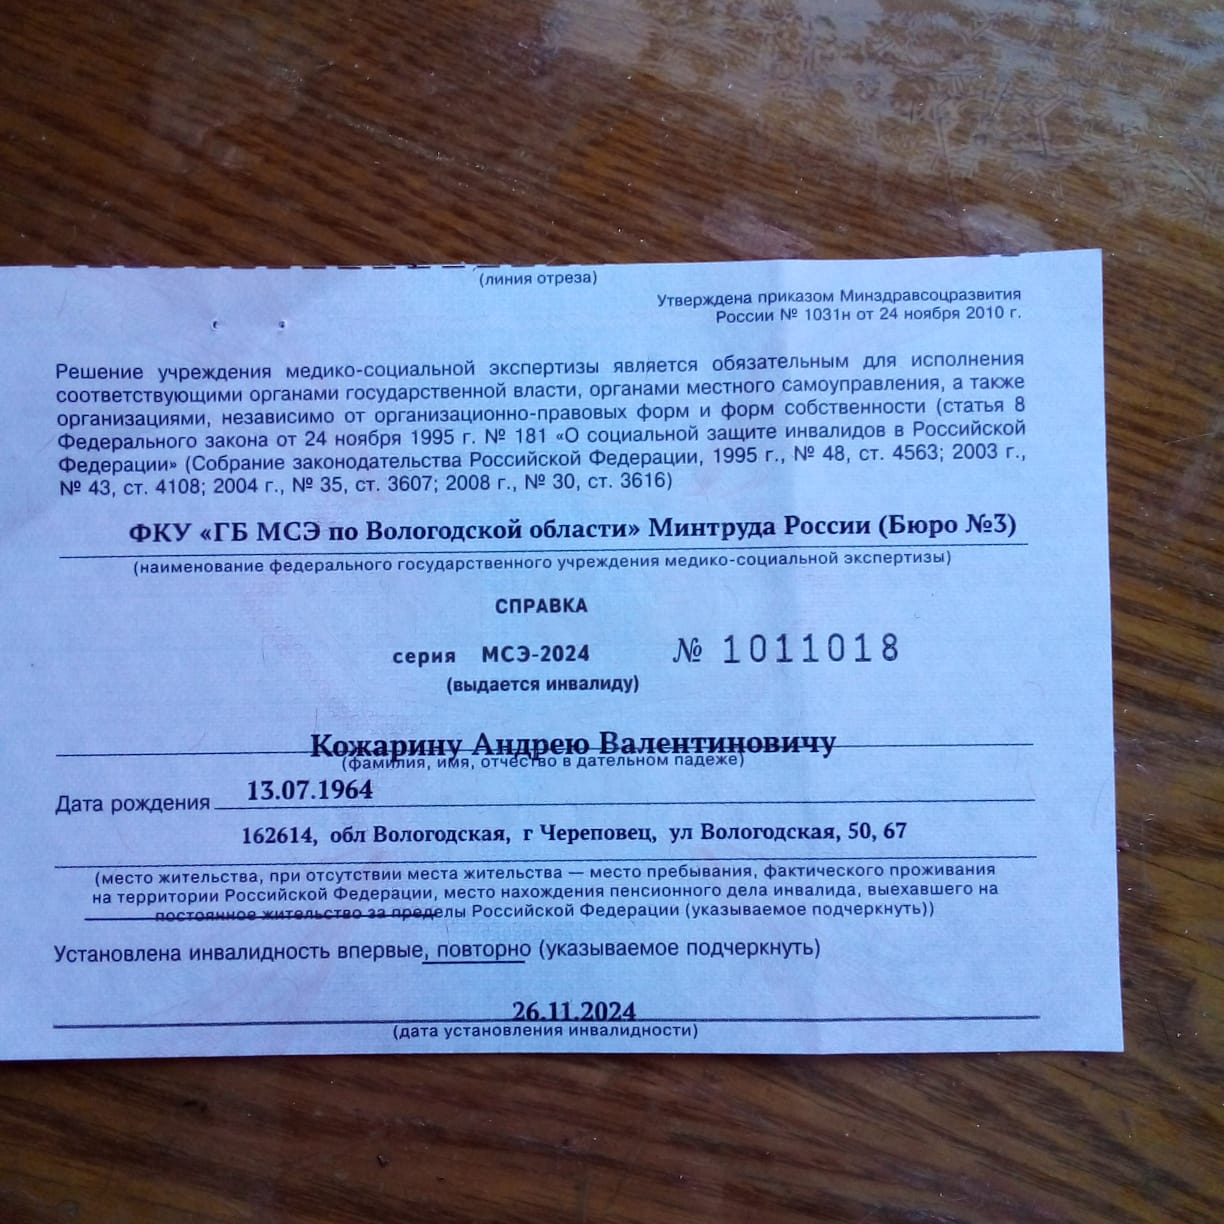 (линия отреза)
Утверждена приказом Минздравсоцразвития
России № 1031н от 24 ноября 2010 г.
Решение учреждения медико-социальной экспертизы является обязательным для исполнения
соответствующими органами государственной власти, органами местного самоуправления, а также
организациями, независимо от организационно-правовых форм и форм собственности (статья 8
Федерального закона от 24 ноября 1995 г. № 181 «О социальной защите инвалидов в Российской
Федерации» (Собрание законодательства Российской Федерации, 1995 г., № 48, ст. 4563; 2003 г.,
№ 43, ст. 4108; 2004 г., № 35, ст. 3607; 2008 г., № 30, ст. 3616)
ФКУ «ГБ МСЭ по Вологодской области» Минтруда России (Бюро №3)
(наименование федерального государственного учреждения медико-социальной экспертизы)
СПРАВКА
серия МСЭ-2024 № 1011018
(выдается инвалиду)
Кожарину Андрею Валентиновичу
(фамилия, имя, отчество в дательном падеже)
Дата рождения 13.07.1964
162614, обл Вологодская, г Череповец, ул Вологодская, 50, 67
(место жительства, при отсутствии места жительства — место пребывания, фактического проживания
на территории Российской Федерации, место нахождения пенсионного дела инвалида, выехавшего на
постоянное жительство за пределы Российской Федерации (указываемое подчеркнуть))
Установлена инвалидность впервые, повторно (указываемое подчеркнуть)
26.11.2024
(дата установления инвалидности)